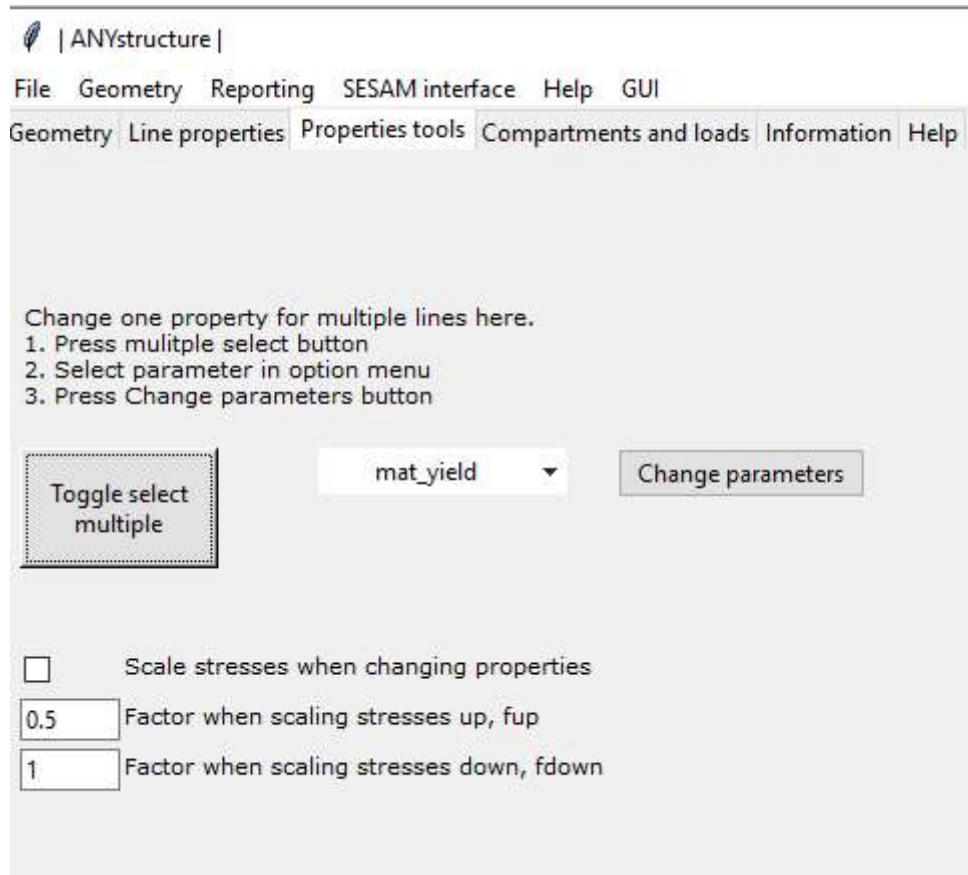 | ANYstructure |
File Geometry Reporting SESAM interface Help GUI
Geometry Line properties Properties tools Compartments and loads Information Help
Change one property for multiple lines here.
1. Press mulitple select button
2. Select parameter in option menu
3. Press Change parameters button
Toggle select
multiple
mat_yield
Change parameters
Scale stresses when changing properties
0.5 Factor when scaling stresses up, fup
1 Factor when scaling stresses down, fdown